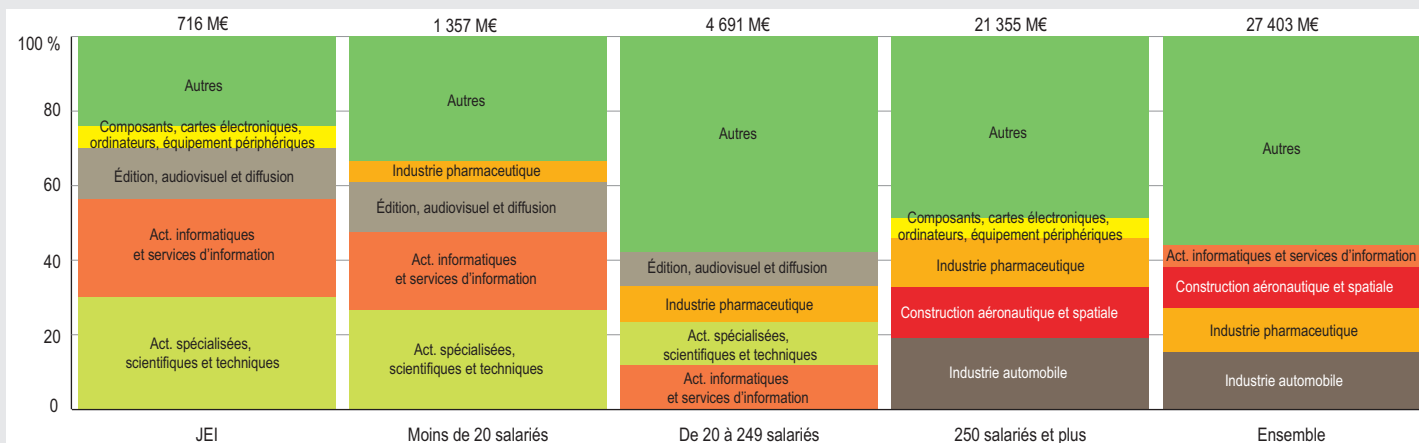 716 M€
1 357 M€
4 691 M€
21 355 M€
27 403 M€
100 %
80
60
40
20
0
Autres
Composants, cartes électroniques,
ordinateurs, équipement périphériques
Édition, audiovisuel et diffusion
Act. informatiques
et services d’information
Act. spécialisées,
scientifiques et techniques
Autres
Industrie pharmaceutique
Édition, audiovisuel et diffusion
Act. informatiques
et services d’information
Act. spécialisées,
scientifiques et techniques
Autres
Édition, audiovisuel et diffusion
Industrie pharmaceutique
Act. spécialisées,
scientifiques et techniques
Act. informatiques
et services d’information
Autres
Composants, cartes électroniques,
ordinateurs, équipement périphériques
Industrie pharmaceutique
Construction aéronautique et spatiale
Industrie automobile
Autres
Act. informatiques et services d’information
Construction aéronautique et spatiale
Industrie pharmaceutique
Industrie automobile
JEI
Moins de 20 salariés
De 20 à 249 salariés
250 salariés et plus
Ensemble